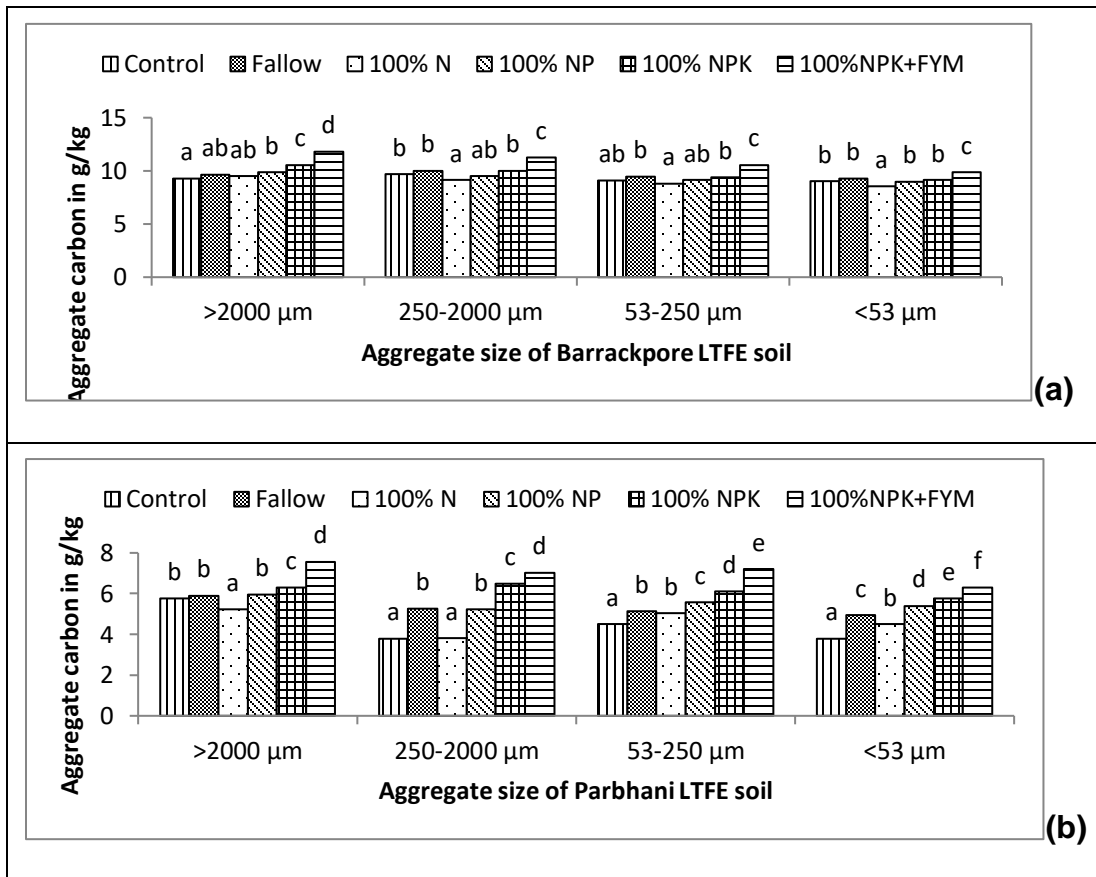 Control Fallow 100% N 100% NP 100% NPK 100%NPK+FYM
Aggregate carbon in g/kg
15
10
5
0
a ab ab b c d
b b a ab b c
ab b a ab b c
b b a b b c
>2000 µm 250-2000 µm 53-250 µm <53 µm
Aggregate size of Barrackpore LTFE soil
(a)
Control Fallow 100% N 100% NP 100% NPK 100%NPK+FYM
Aggregate carbon in g/kg
8
6
4
2
0
b b a b c d
a b a b c d
a b b c d e
a c b d e f
>2000 µm 250-2000 µm 53-250 µm <53 µm
Aggregate size of Parbhani LTFE soil
(b)